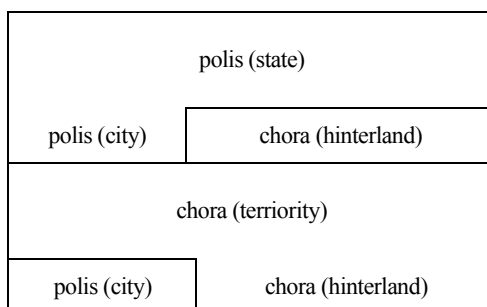 polis (state)
polis (city) chora (hinterland)
chora (terriority)
polis (city) chora (hinterland)